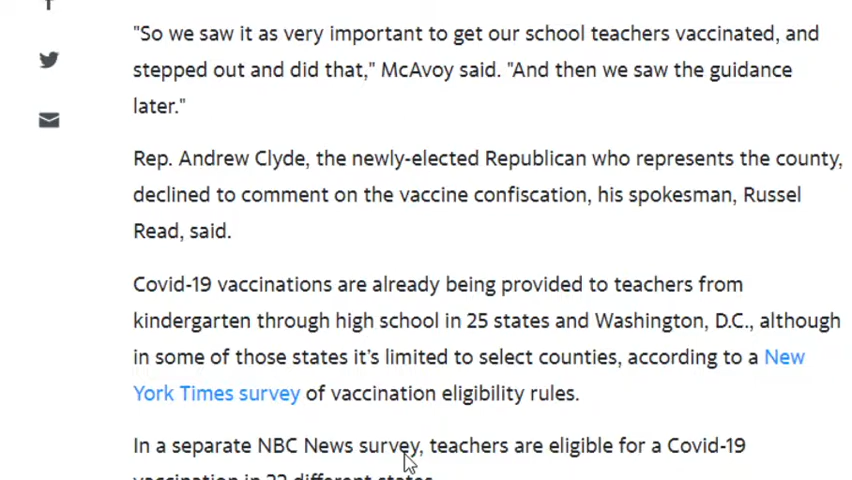 "So we saw it as very important to get our school teachers vaccinated, and
stepped out and did that," McAvoy said. "And then we saw the guidance
later."
Rep. Andrew Clyde, the newly-elected Republican who represents the county,
declined to comment on the vaccine confiscation, his spokesman, Russel
Read, said.
Covid-19 vaccinations are already being provided to teachers from
kindergarten through high school in 25 states and Washington, D.C., although
in some of those states it's limited to select counties, according to a New
York Times survey of vaccination eligibility rules.
In a separate NBC News survey, teachers are eligible for a Covid-19
vaccination in different states